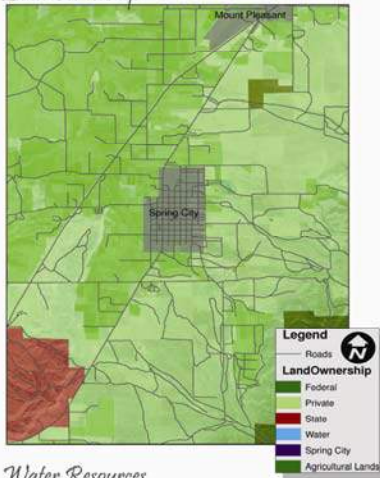 Mount Pleasant
Spring City
Legend
N
Roads
LandOwnership
Federal
Private
State
Water
Spring City
Agricultural Lands
Water Resources